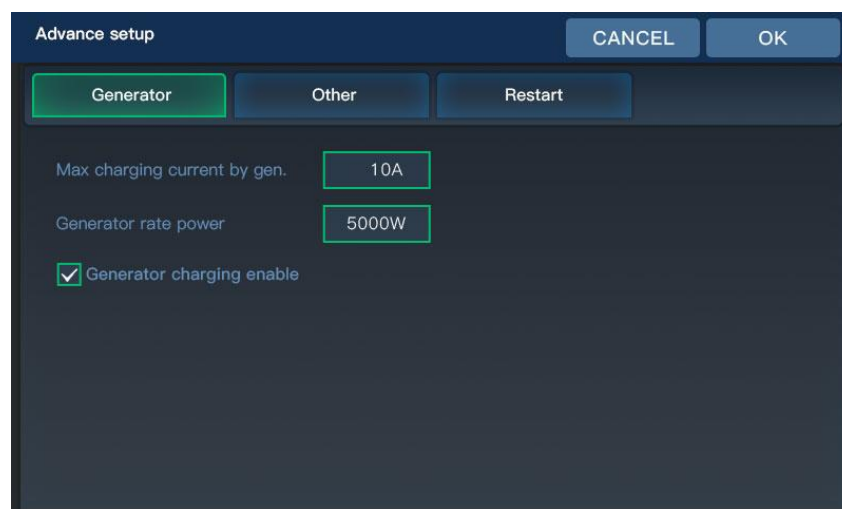 Advance setup CANCEL OK
Generator Other Restart
Max charging current by gen. 10A
Generator rate power 5000W
Generator charging enable